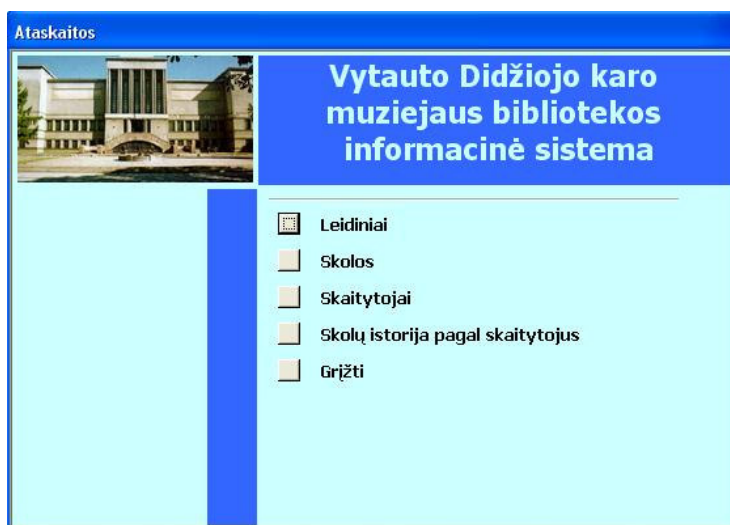 Ataskaitos
Vytauto Didžiojo karo
muziejaus bibliotekos
informacinė sistema
Leidiniai
Skolos
Skaitytojai
Skolų istorija pagal skaitytojus
Grįžti